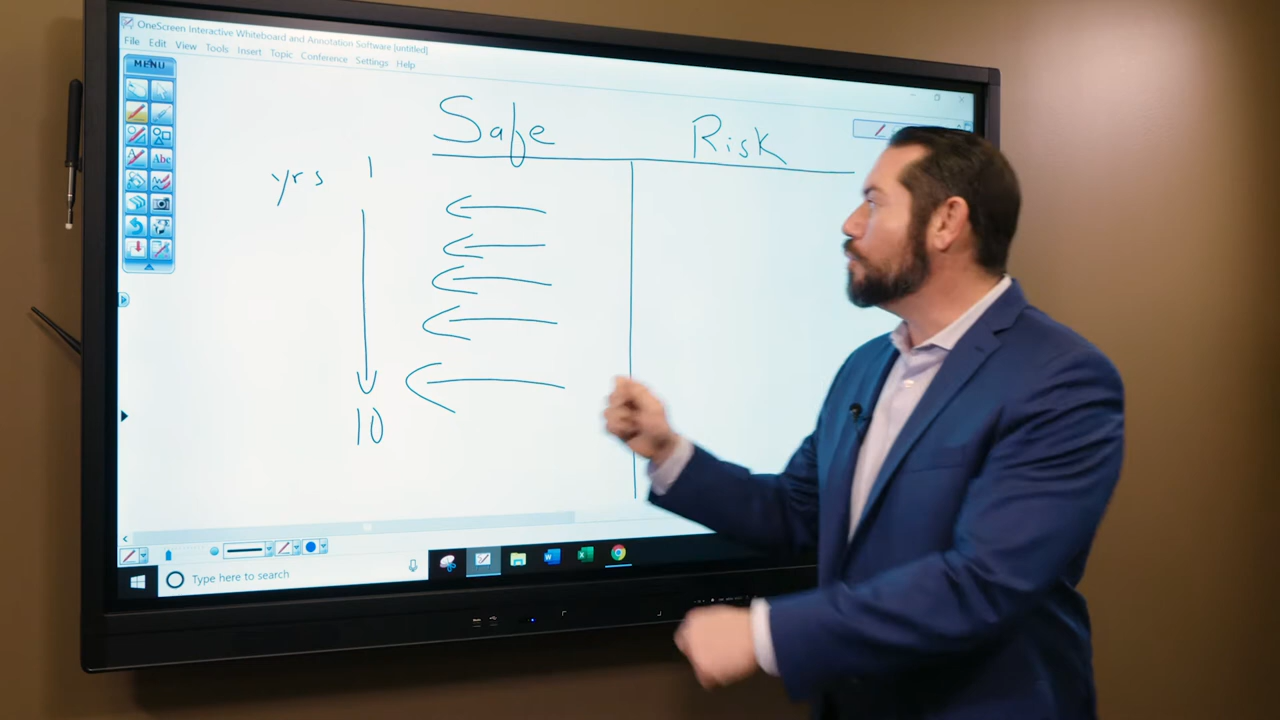 OneScreen Interactive Whiteboard and Annotation Software [untitled]
File Edit View Tools Insert Topic Conference Settings Help
MENU
Abc
Safe Risk
yrs 1
10
Type here to search